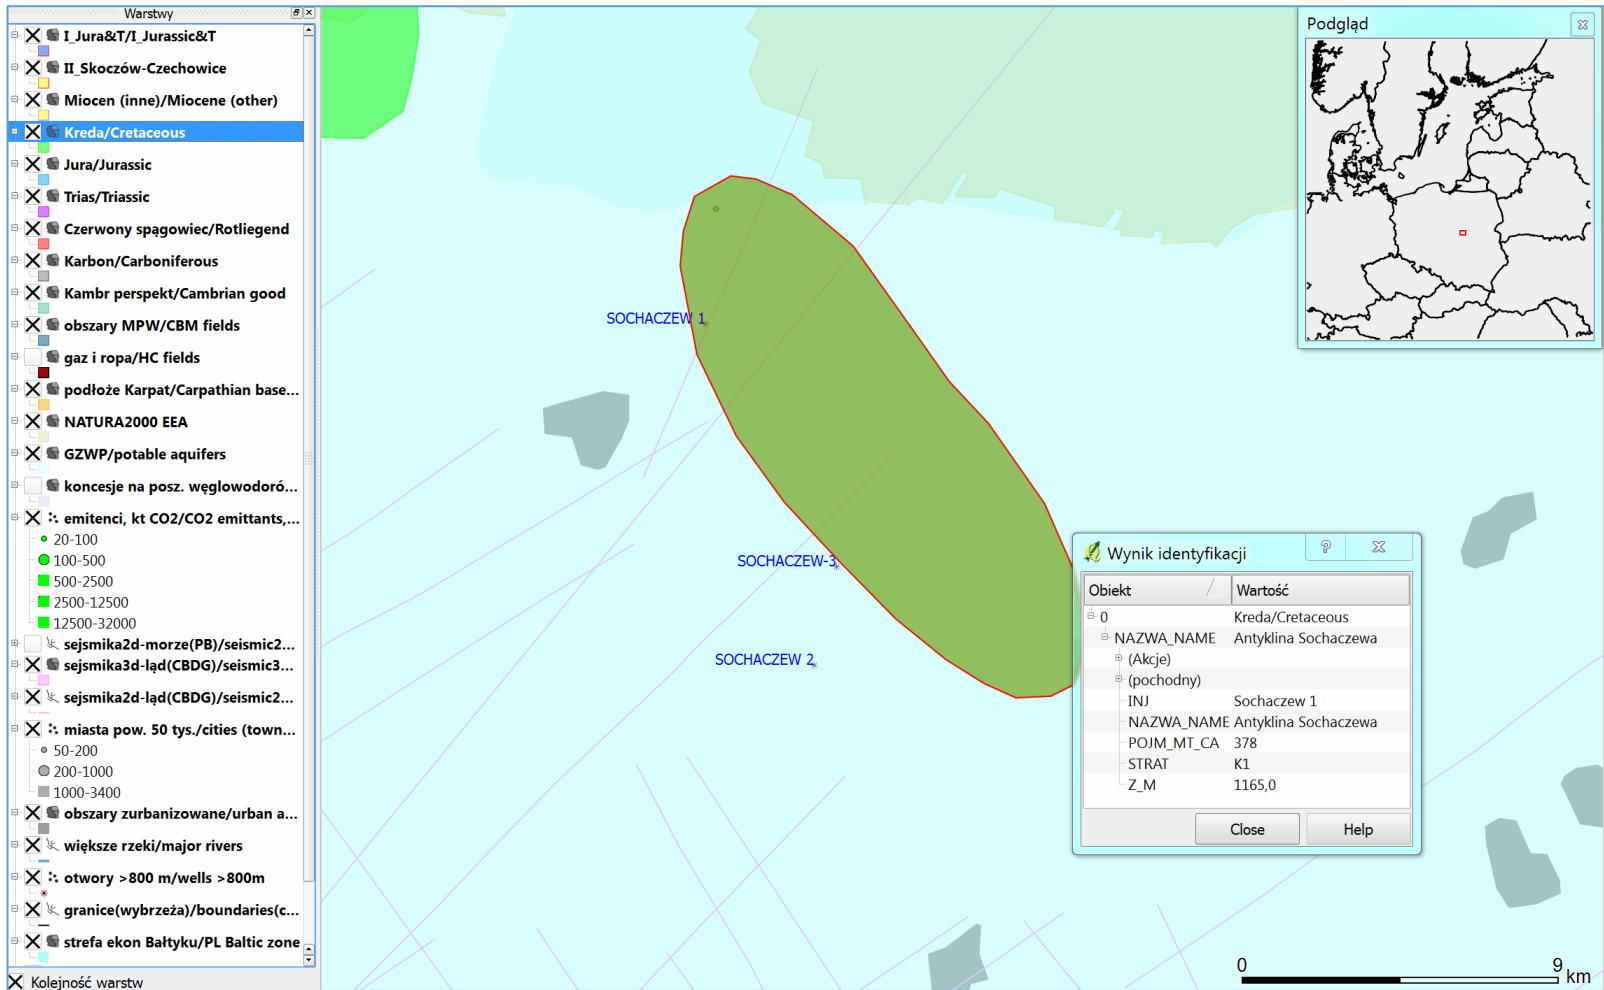 Warstwy
I_Jura&T/I_Jurassic&T
II_Skoczów-Czechowice
Miocen (inne)/Miocene (other)
Kreda/Cretaceous
Jura/Jurassic
Trias/Triassic
Czerwony spągowiec/Rotliegend
Karbon/Carboniferous
Kambr perspekt/Cambrian good
obszary MPW/CBM fields
gaz i ropa/HC fields
podłoże Karpat/Carpathian base...
NATURA2000 EEA
GZWP/potable aquifers
koncesje na posz. węglowodoró...
emitenci, kt CO2/CO2 emittants,...
20-100
100-500
500-2500
2500-12500
12500-32000
sejsmika2d-morze(PB)/seismic2...
sejsmika3d-ląd(CBDG)/seismic3...
sejsmika2d-ląd(CBDG)/seismic2...
miasta pow. 50 tys./cities (town...
50-200
200-1000
1000-3400
obszary zurbanizowane/urban a...
większe rzeki/major rivers
otwory >800 m/wells >800m
granice(wybrzeża)/boundaries(c...
strefa ekon Bałtyku/PL Baltic zone
Kolejność warstw
SOCHACZEW 1
SOCHACZEW-3
SOCHACZEW 2
Podgląd
Wynik identyfikacji
?
Obiekt Wartość
0 Kreda/Cretaceous
NAZWA_NAME Antyklina Sochaczewa
(Akcje)
(pochodny)
INJ Sochaczew 1
NAZWA_NAME Antyklina Sochaczewa
POJM_MT_CA 378
STRAT K1
Z_M 1165,0
Close Help
0 9 km